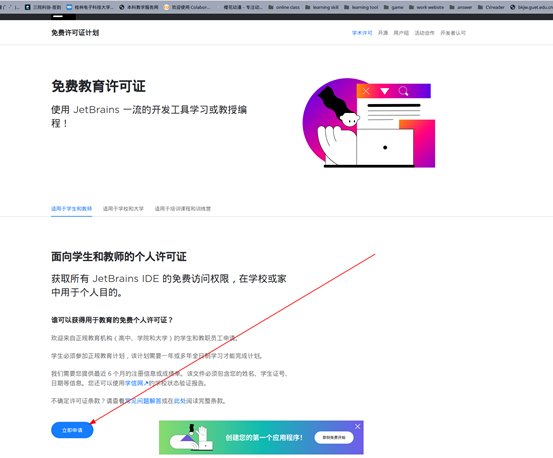 三段利体-签到
桂林电子科技大学...
本科教学服务网
欢迎使用 Colabor...
樱花动漫 - 专注动...
online class
learning skill
learning tool
game
work website
answer
CVreader
bkjw.guet.edu.cn
免费许可证计划
学术许可 开源 用户组 活动合作 开发者认可
免费教育许可证
使用 JetBrains 一流的开发工具学习或教授编
程！
适用于学生和教师 适用于学校和大学 适用于培训课程和训练营
面向学生和教师的个人许可证
获取所有 JetBrains IDE 的免费访问权限，在学校或家
中用于个人目的。
谁可以获得用于教育的免费个人许可证？
欢迎来自正规教育机构（高中、学院和大学）的学生和教职员工申请。
学生必须参加正规教育计划，该计划需要一年或多年全日制学习才能完成计划。
我们需要您提供最近 6 个月的注册信息或成绩单。该文件必须包含您的姓名、学生证号、
日期等信息。您还可以使用学信网↗的学校状态验证报告。
不确定许可证条款？请查看常见问题解答或在此处阅读完整条款。
立即申请
创建您的第一个应用程序！
获取免费开始